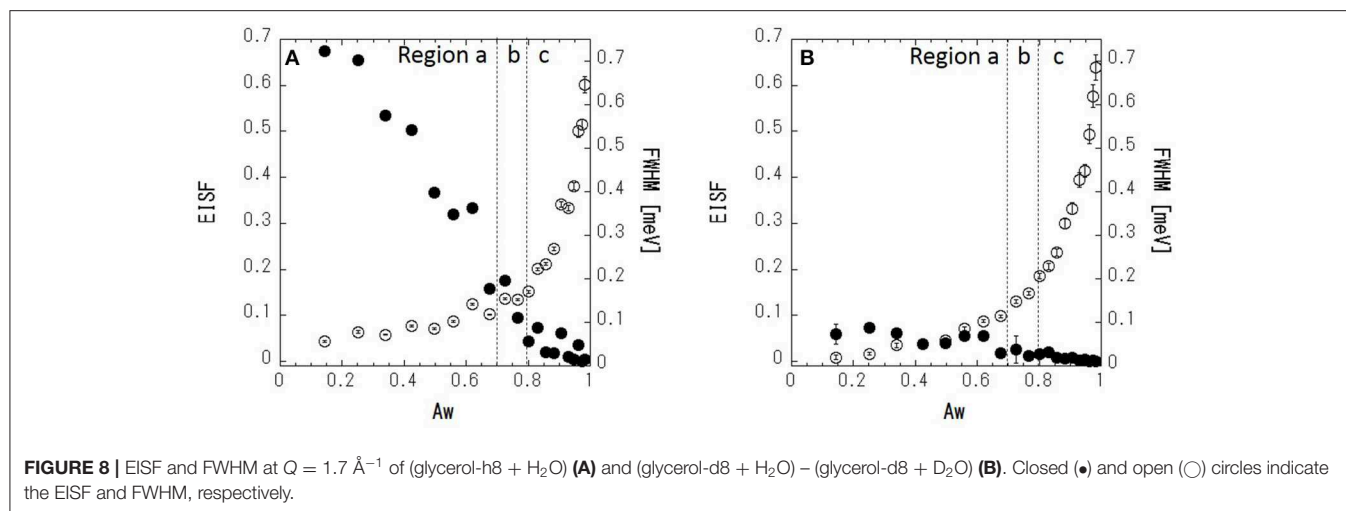 A
Region a
b
c
0.7
0.6
0.5
0.4
0.3
0.2
0.1
0
EISF
0.7
0.6
0.5
0.4
0.3
0.2
0.1
0
FWHM [meV]
0
0.2
0.4
0.6
0.8
1
Aw
B
Region a
b
c
0.7
0.6
0.5
0.4
0.3
0.2
0.1
0
EISF
0.7
0.6
0.5
0.4
0.3
0.2
0.1
0
FWHM [meV]
0
0.2
0.4
0.6
0.8
1
Aw
FIGURE 8 | EISF and FWHM at Q = 1.7 Å⁻¹ of (glycerol-h8 + H₂O) (A) and (glycerol-d8 + H₂O) – (glycerol-d8 + D₂O) (B). Closed (●) and open (○) circles indicate
the EISF and FWHM, respectively.